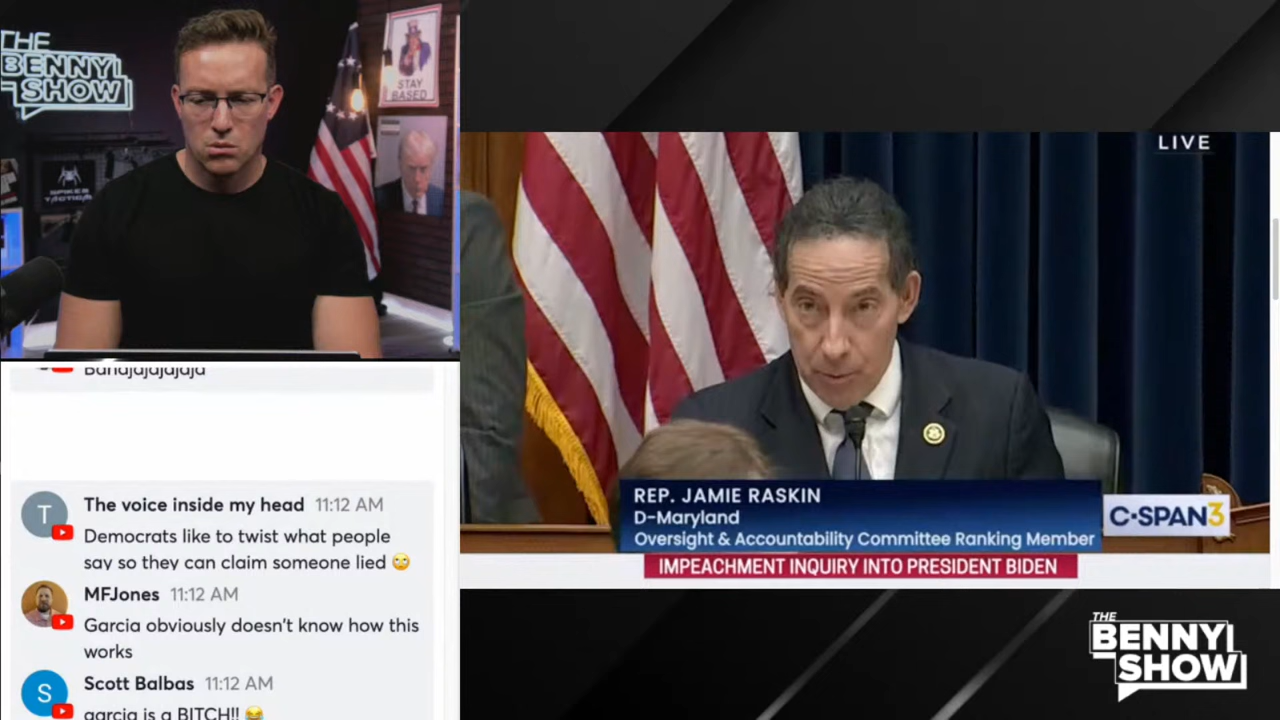 THE
BENNY
SHOW
STAY
BASED
Bahajajajajaja
The voice inside my head 11:12 AM
Democrats like to twist what people
say so they can claim someone lied 🙄
MFJones 11:12 AM
Garcia obviously doesn't know how this
works
Scott Balbas 11:12 AM
garcia is a BITCH!! 😂
T
S
LIVE
REP. JAMIE RASKIN
D-Maryland
Oversight & Accountability Committee Ranking Member
C-SPAN3
IMPEACHMENT INQUIRY INTO PRESIDENT BIDEN
THE
BENNY
SHOW